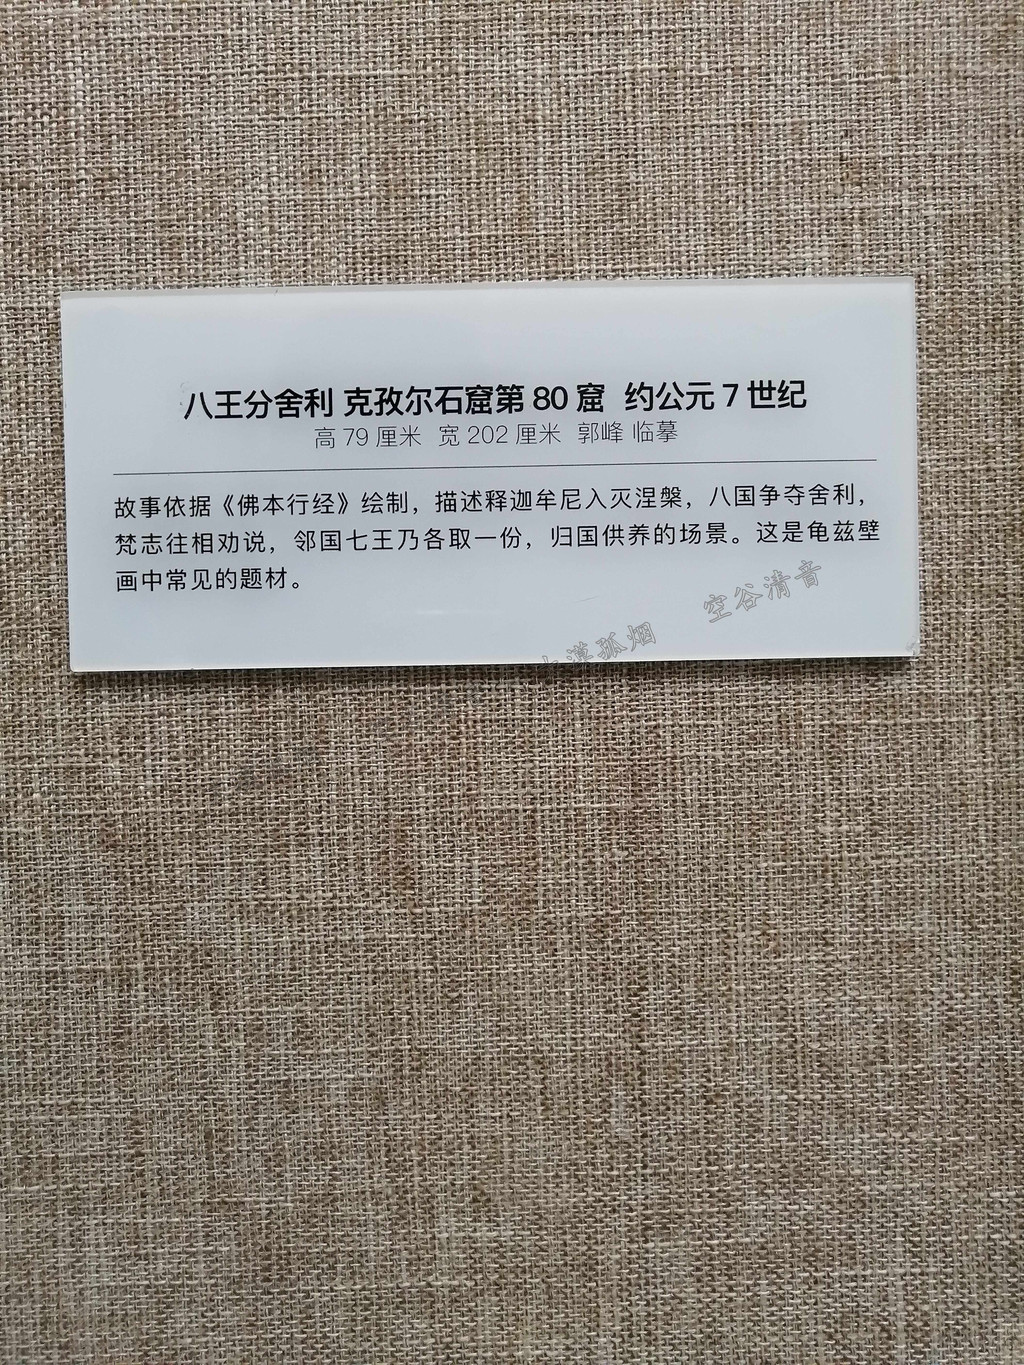 八王分舍利 克孜尔石窟第 80 窟 约公元 7 世纪
高 79 厘米 宽 202 厘米 郭峰 临摹
故事依据《佛本行经》绘制，描述释迦牟尼入灭涅槃，八国争夺舍利，
梵志往相劝说，邻国七王乃各取一份，归国供养的场景。这是龟兹壁
画中常见的题材。
空谷清音
大漠孤烟